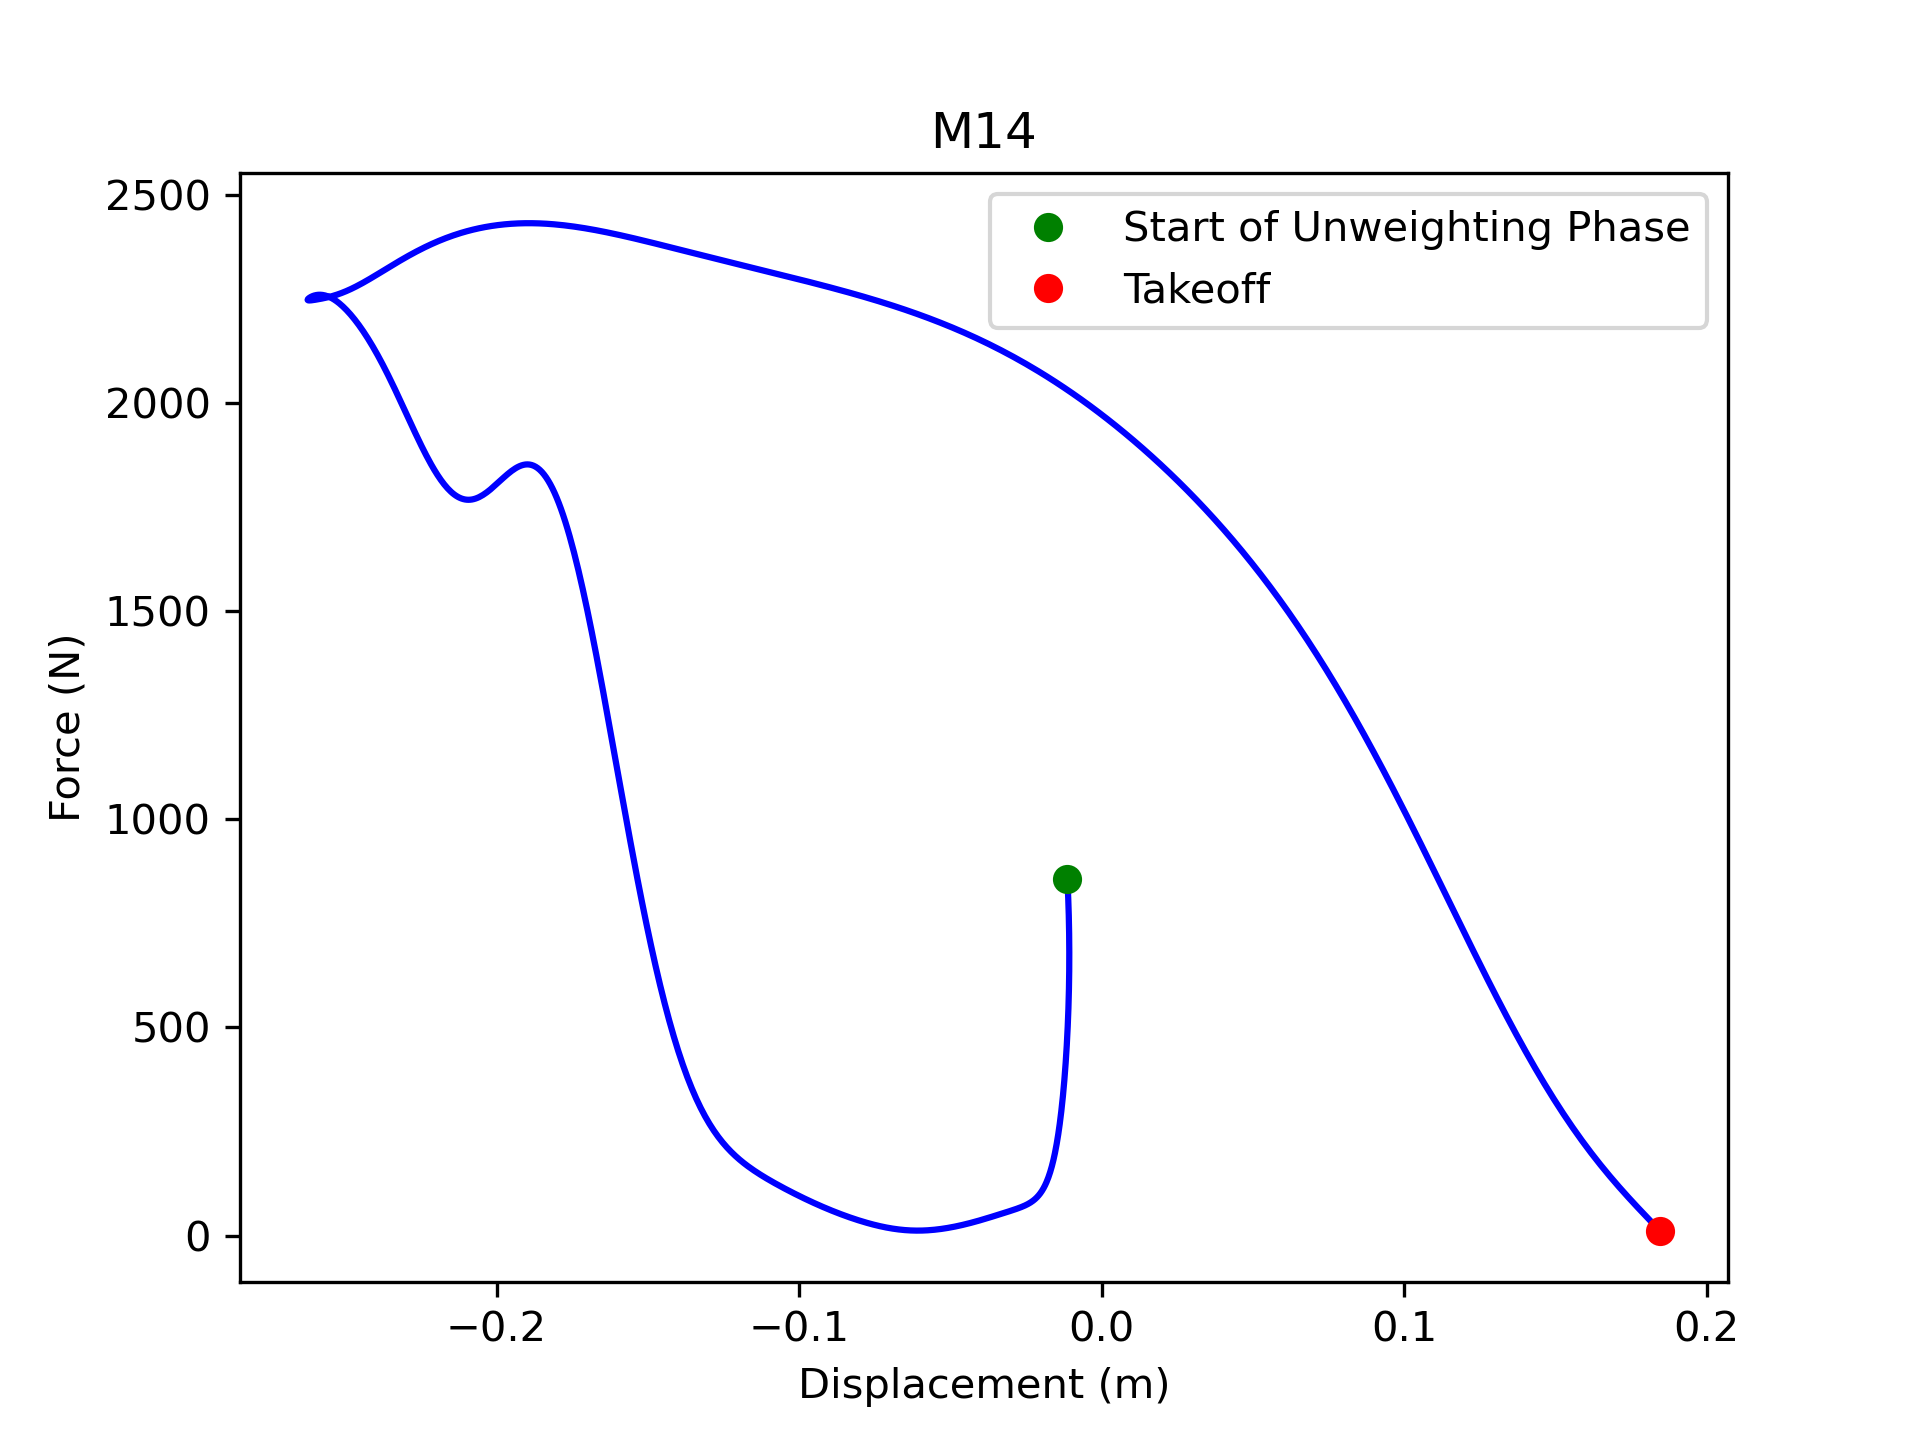 M14
Start of Unweighting Phase
Takeoff
2500
2000
1500
1000
500
0
Force (N)
−0.2 −0.1 0.0 0.1 0.2
Displacement (m)